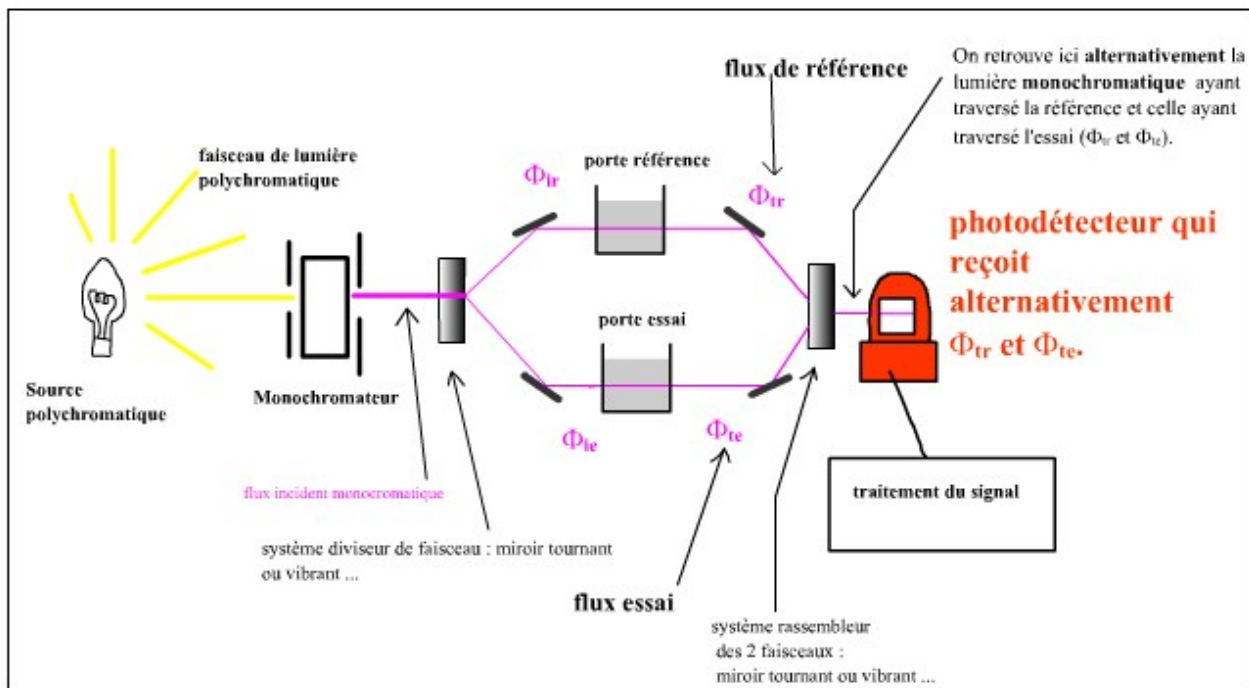 flux de référence
On retrouve ici alternativement la
lumière monochromatique ayant
traversé la référence et celle ayant
traversé l'essai (Φtr et Φte).
faisceau de lumière
polychromatique
porte référence
Φir
Φtr
photodétecteur qui
reçoit
alternativement
Φtr et Φte.
porte essai
Source
polychromatique
Monochromateur
Φie
Φte
flux incident monocromatique
traitement du signal
système diviseur de faisceau : miroir tournant
ou vibrant ...
flux essai
système rassembleur
des 2 faisceaux :
miroir tournant ou vibrant ...